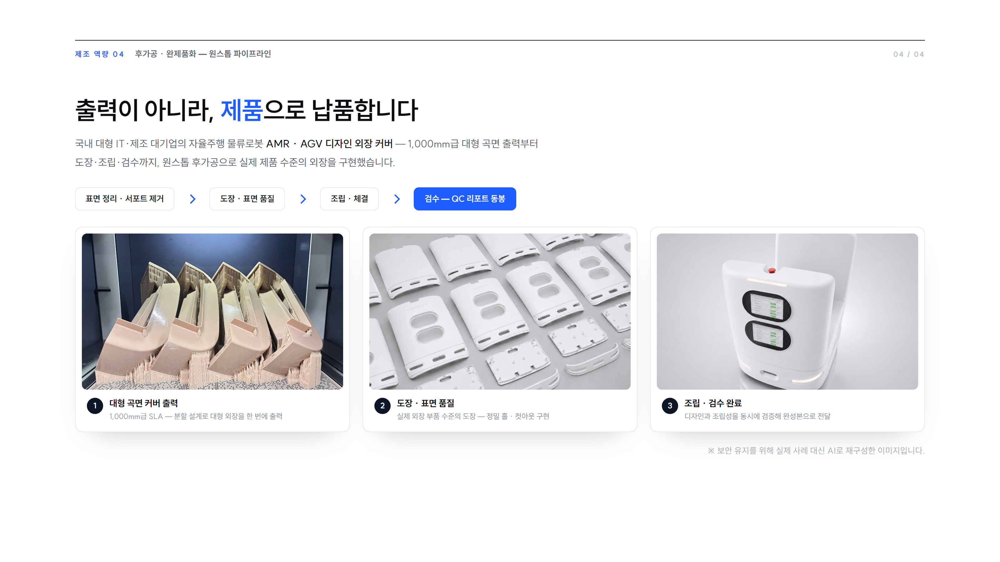 제조 역량 04 후가공 · 완제품화 — 원스톱 파이프라인
04 / 04
출력이 아니라, 제품으로 납품합니다
국내 대형 IT·제조 대기업의 자율주행 물류로봇 AMR · AGV 디자인 외장 커버 — 1,000mm급 대형 곡면 출력부터
도장·조립·검수까지, 원스톱 후가공으로 실제 제품 수준의 외장을 구현했습니다.
표면 정리 · 서포트 제거
도장 · 표면 품질
조립 · 체결
검수 — QC 리포트 동봉
1 대형 곡면 커버 출력
1,000mm급 SLA — 분할 설계로 대형 외장을 한 번에 출력
2 도장 · 표면 품질
실제 외장 부품 수준의 도장 — 정밀 홀 · 컷아웃 구현
3 조립 · 검수 완료
디자인과 조립성을 동시에 검증해 완성본으로 전달
※ 보안 유지를 위해 실제 사례 대신 AI로 재구성한 이미지입니다.